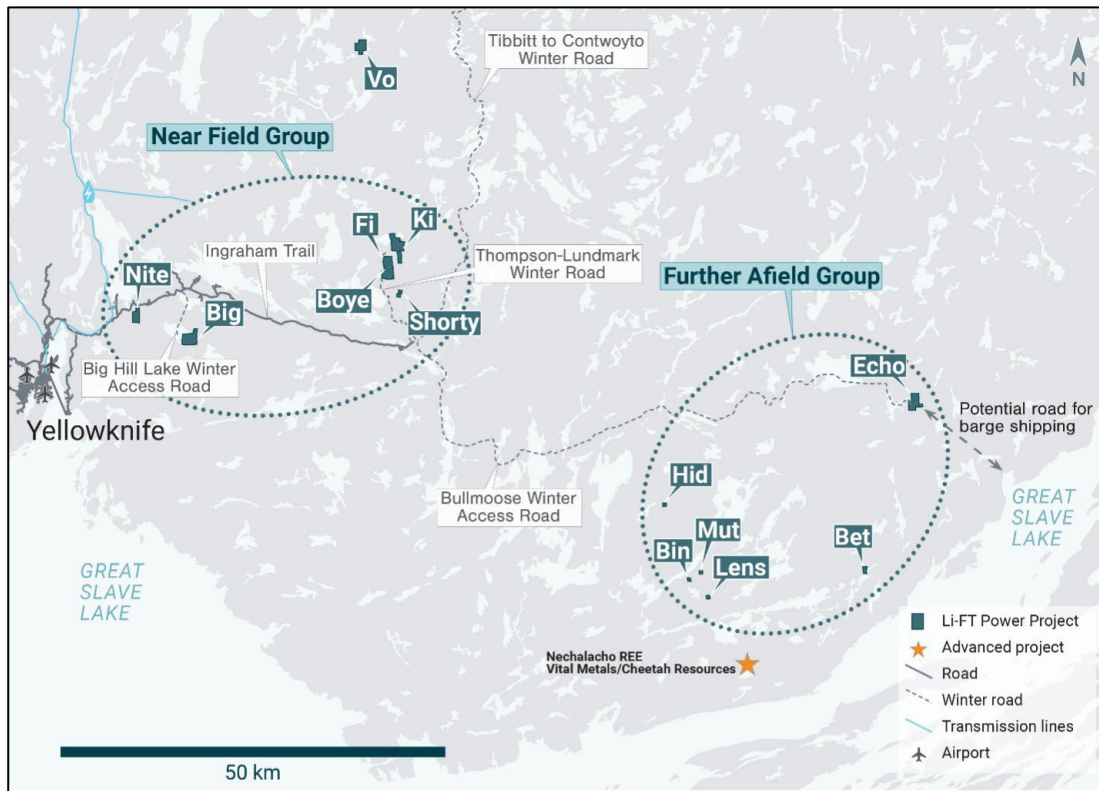 Tibbitt to Contwoyto
Winter Road
N
Vo
Near Field Group
Fi
Ki
Ingraham Trail
Thompson-Lundmark
Winter Road
Nite
Boye
Big
Shorty
Further Afield Group
Big Hill Lake Winter
Access Road
Echo
Yellowknife
Potential road for
barge shipping
Hid
Bullmoose Winter
Access Road
GREAT
SLAVE
LAKE
Mut
Bin
Bet
Lens
GREAT
SLAVE
LAKE
Nechalacho REE
Vital Metals/Cheetah Resources
Li-FT Power Project
Advanced project
Road
Winter road
Transmission lines
Airport
50 km